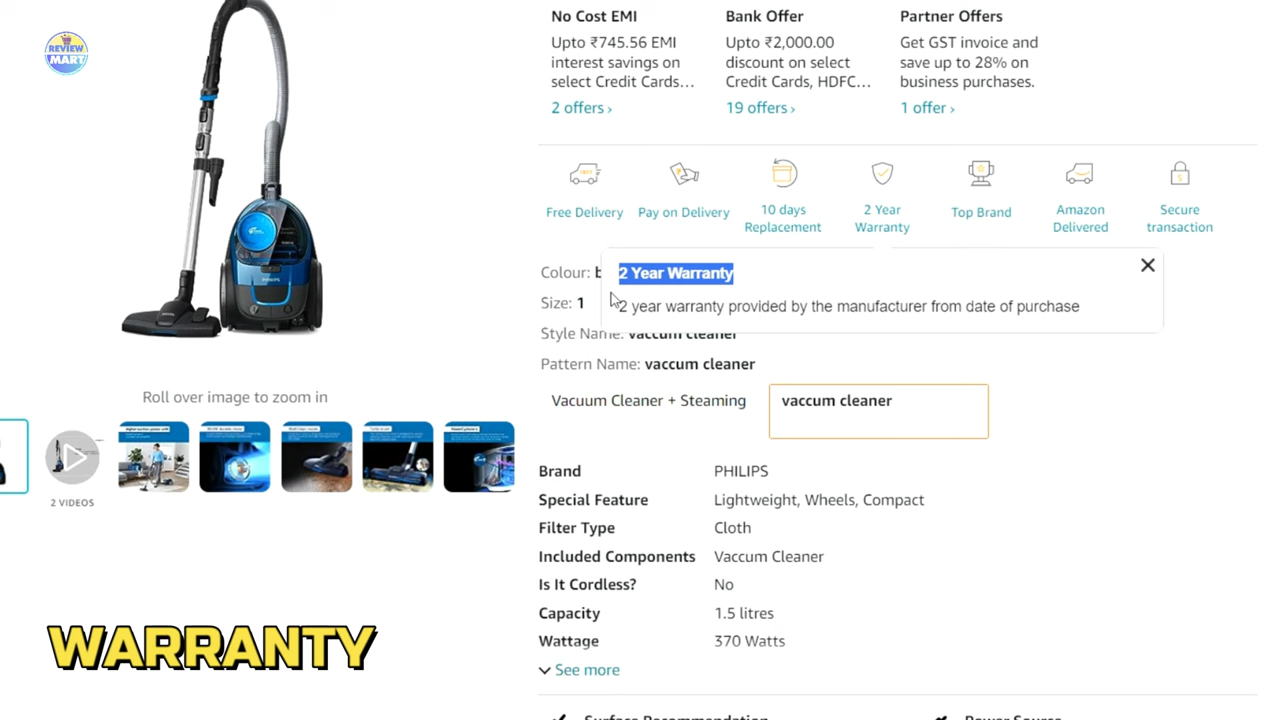 REVIEW
MART
No Cost EMI
Upto ₹745.56 EMI
interest savings on
select Credit Cards…
2 offers ›
Bank Offer
Upto ₹2,000.00
discount on select
Credit Cards, HDFC…
19 offers ›
Partner Offers
Get GST invoice and
save up to 28% on
business purchases.
1 offer ›
Free Delivery
Pay on Delivery
10 days
Replacement
2 Year
Warranty
Top Brand
Amazon
Delivered
Secure
transaction
Colour: b
2 Year Warranty
2 year warranty provided by the manufacturer from date of purchase
Size: 1
Style Name: vaccum cleaner
Pattern Name: vaccum cleaner
Vacuum Cleaner + Steaming
vaccum cleaner
Roll over image to zoom in
2 VIDEOS
Brand PHILIPS
Special Feature Lightweight, Wheels, Compact
Filter Type Cloth
Included Components Vaccum Cleaner
Is It Cordless? No
Capacity 1.5 litres
Wattage 370 Watts
See more
Surface Recommendation
Power Source
WARRANTY